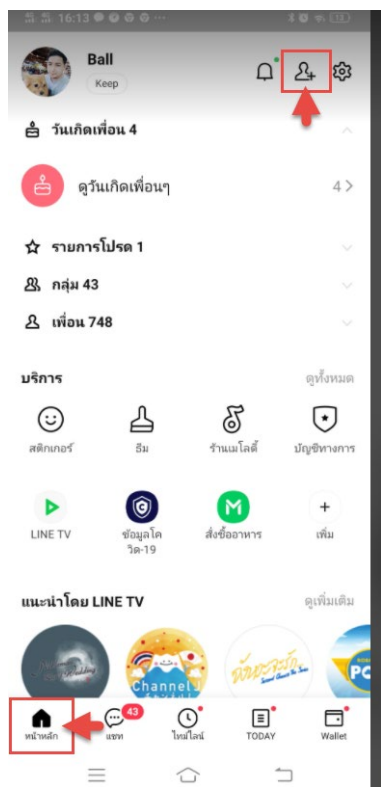 16:13
Ball
Keep
วันเกิดเพื่อน 4
ดูวันเกิดเพื่อนๆ
4 >
รายการโปรด 1
กลุ่ม 43
เพื่อน 748
บริการ
ดูทั้งหมด
สติกเกอร์
ธีม
ร้านเมโลดี้
บัญชีทางการ
LINE TV
ข้อมูลโค
วิด-19
สั่งซื้ออาหาร
เพิ่ม
แนะนำโดย LINE TV
ดูเพิ่มเติม
Channel
43
หน้าหลัก
แชท
ไทม์ไลน์
TODAY
Wallet